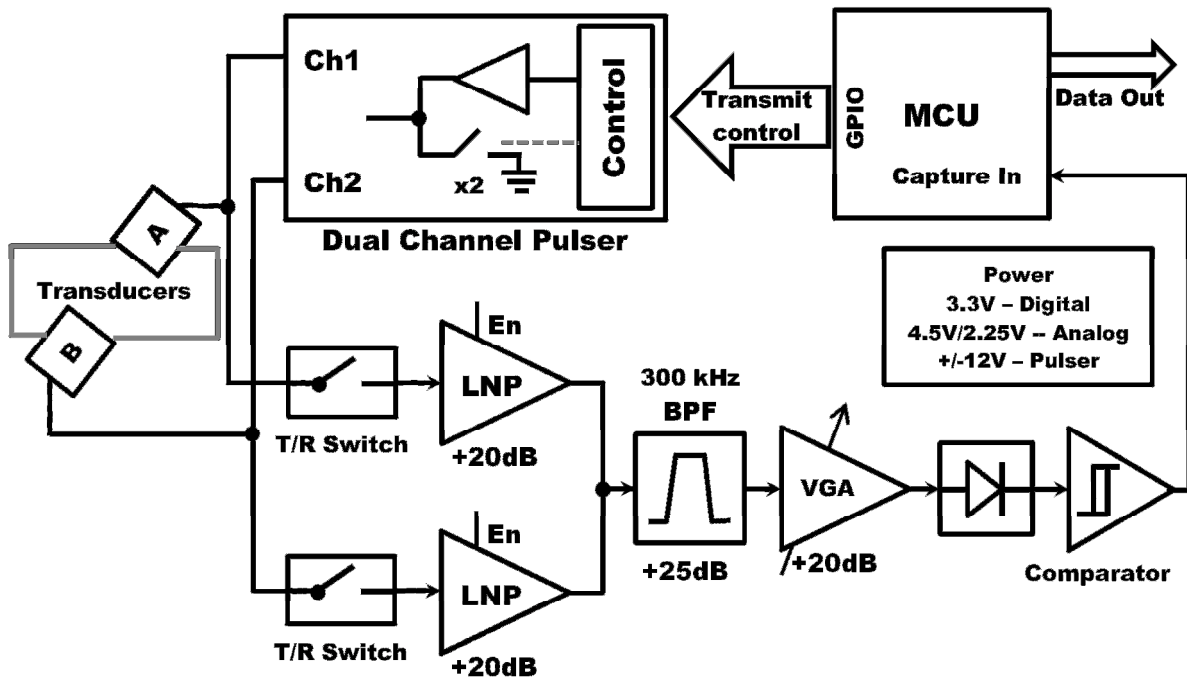 Ch1
Control
Transmit
control
GPIO
MCU
Data Out
Ch2
x2
Capture In
Dual Channel Pulser
A
Transducers
B
Power
3.3V – Digital
4.5V/2.25V -- Analog
+/-12V – Pulser
En
LNP
T/R Switch
+20dB
300 kHz
BPF
+25dB
VGA
+20dB
Comparator
En
LNP
T/R Switch
+20dB